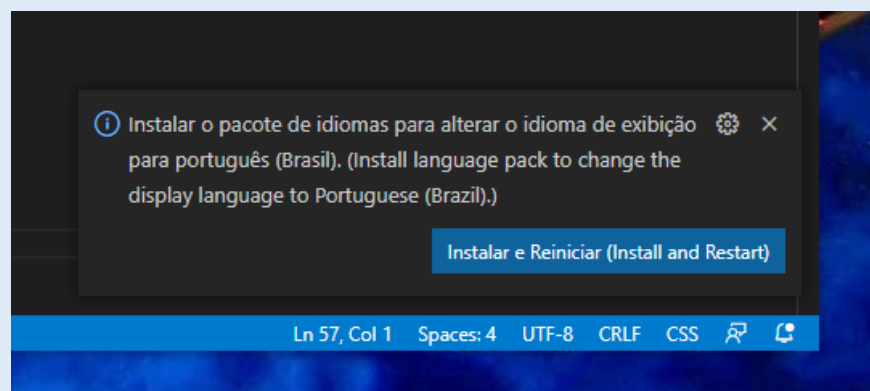 Instalar o pacote de idiomas para alterar o idioma de exibição
para português (Brasil). (Install language pack to change the
display language to Portuguese (Brazil).)
Instalar e Reiniciar (Install and Restart)
Ln 57, Col 1 Spaces: 4 UTF-8 CRLF CSS